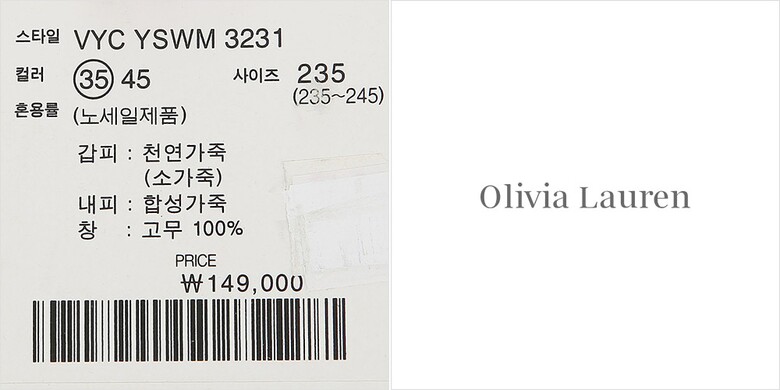 스타일 VYC YSWM 3231
컬러 35 45 사이즈 235
(235~245)
혼용률 (노세일제품)
갑피 : 천연가죽
(소가죽)
내피 : 합성가죽
창 : 고무 100%
PRICE
₩149,000
Olivia Lauren